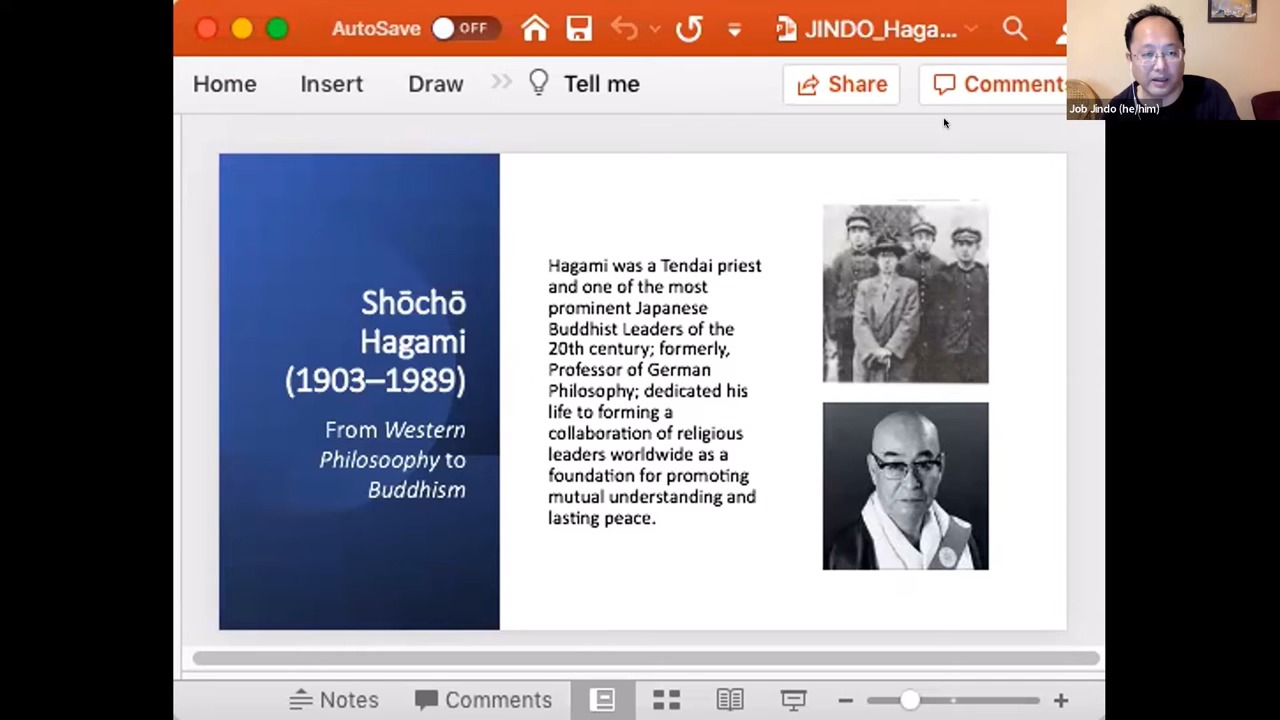 AutoSave OFF JINDO_Haga...
Home Insert Draw Tell me Share Comment
Job Jindo (he/him)
Shōchō
Hagami
(1903–1989)
From Western
Philosoophy to
Buddhism
Hagami was a Tendai priest
and one of the most
prominent Japanese
Buddhist Leaders of the
20th century; formerly,
Professor of German
Philosophy; dedicated his
life to forming a
collaboration of religious
leaders worldwide as a
foundation for promoting
mutual understanding and
lasting peace.
Notes Comments